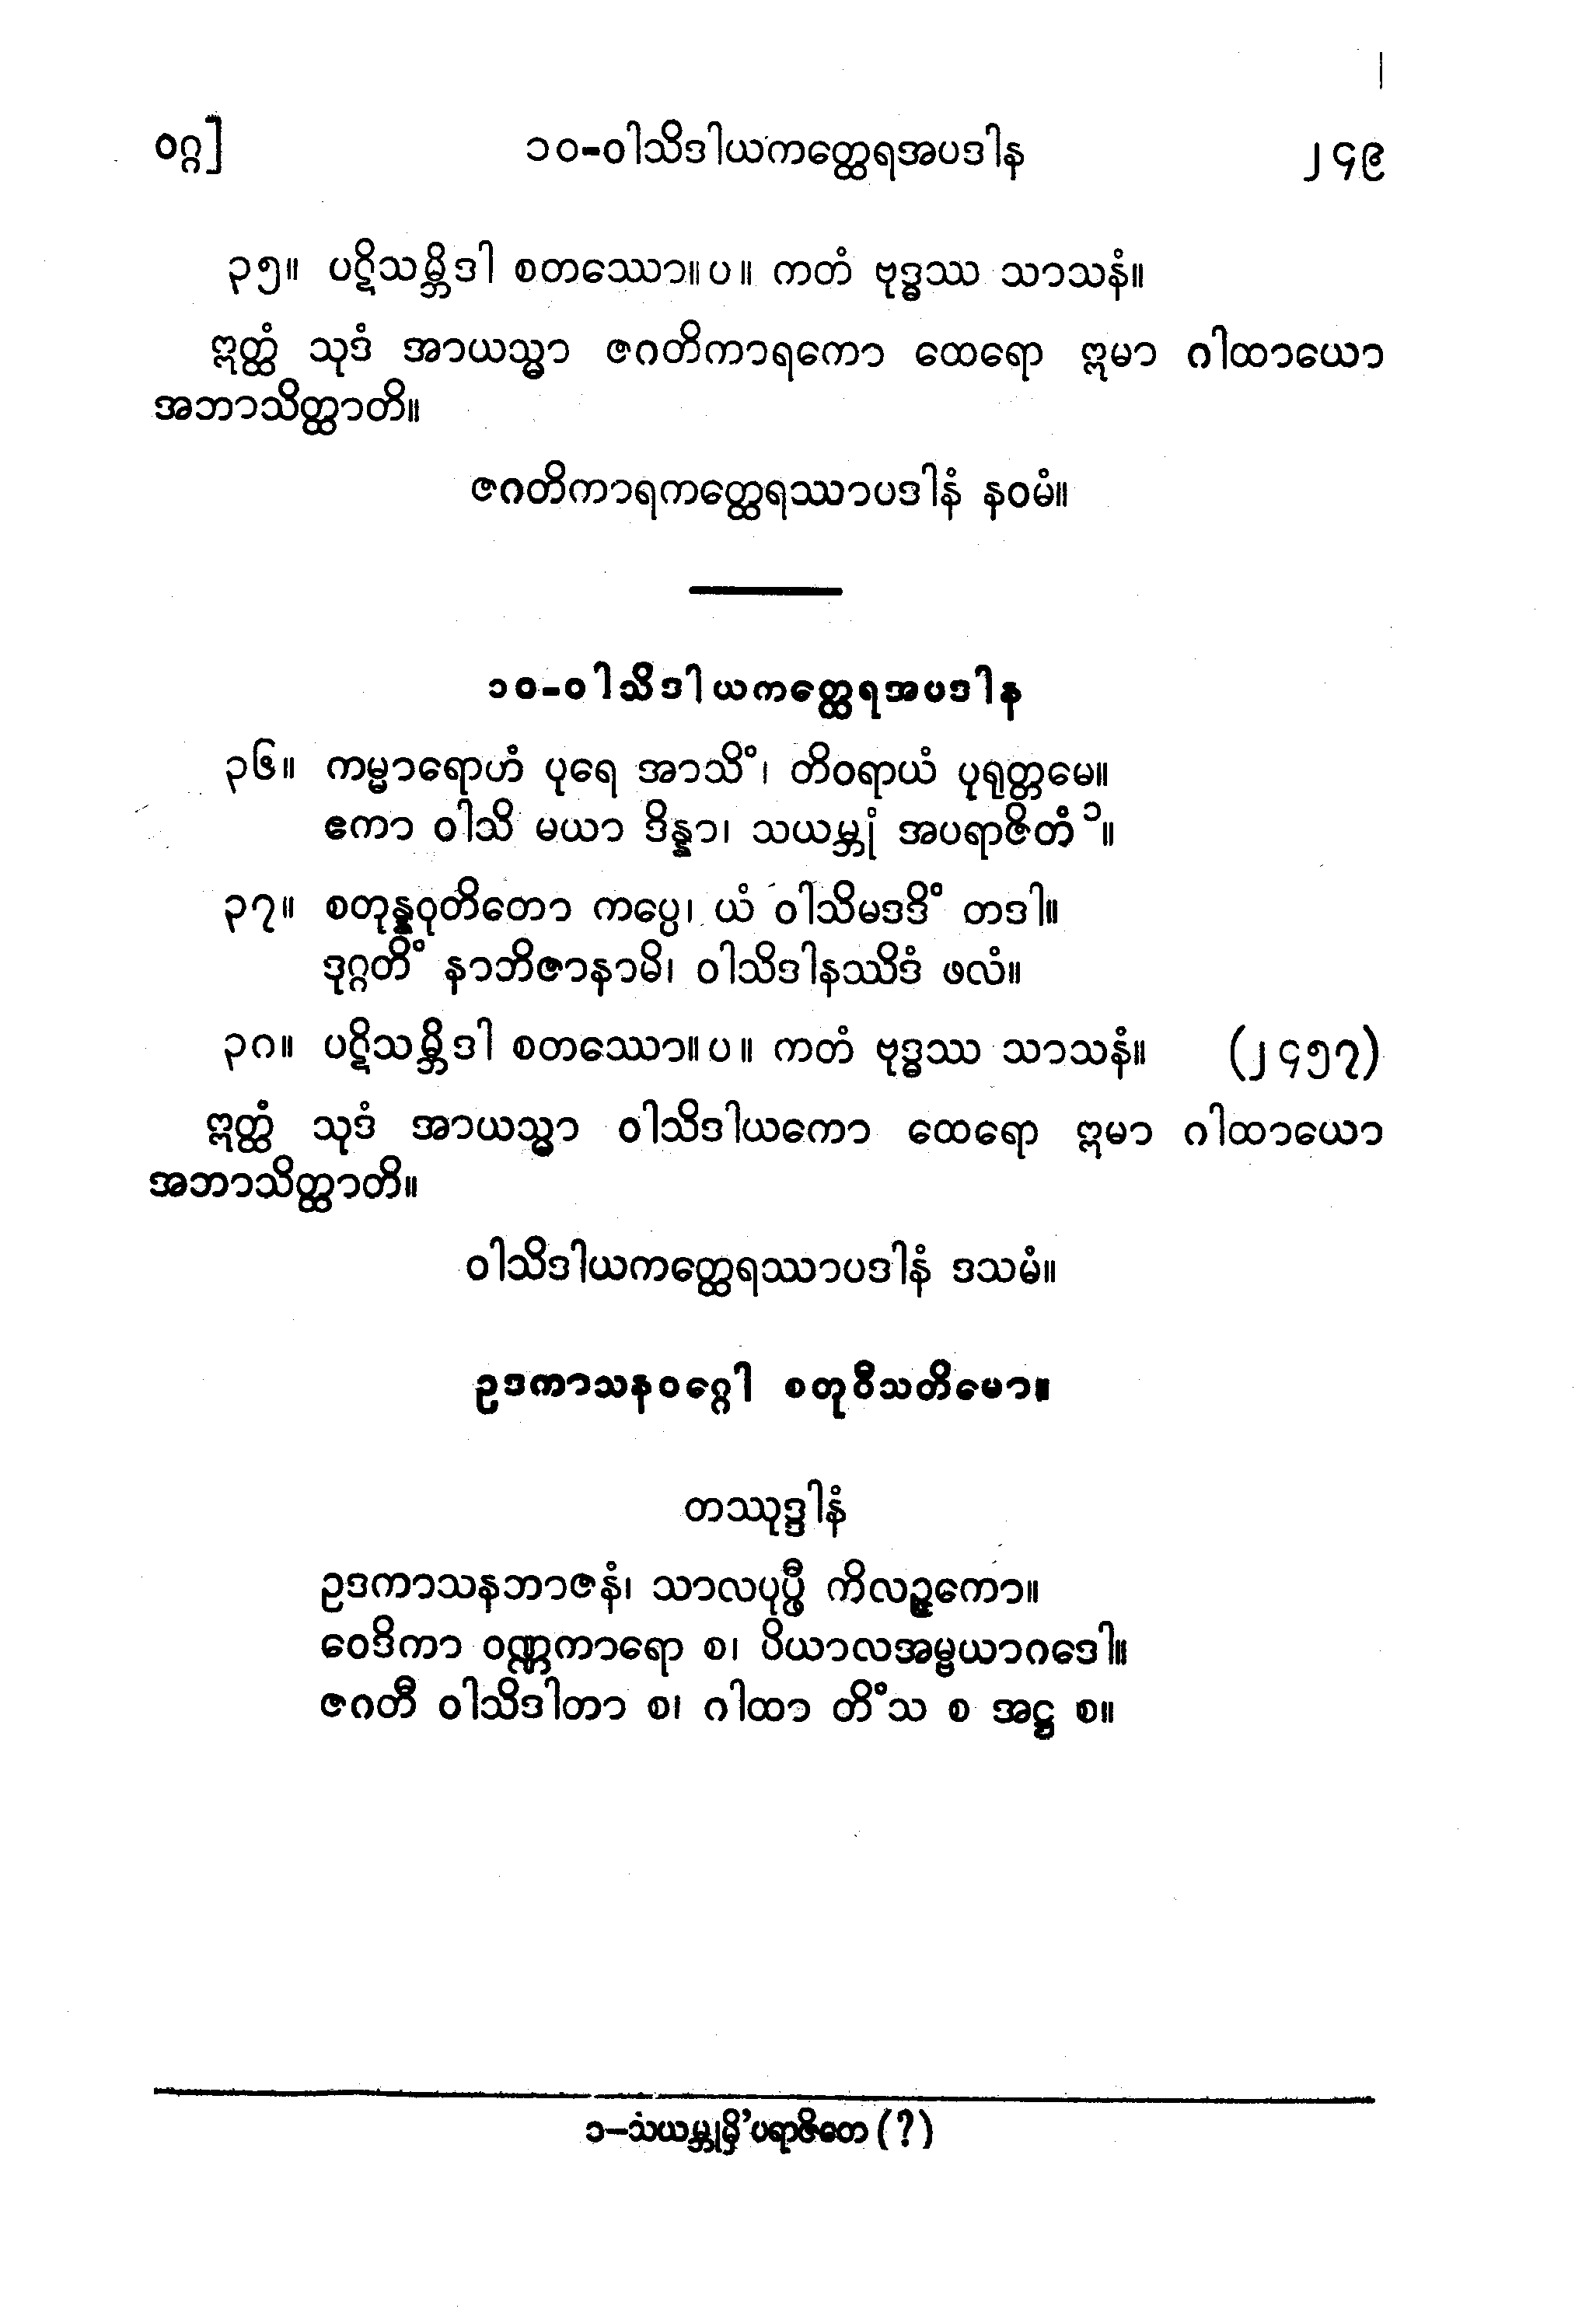 ဝဂ္ဂ] ၁၀-ဝါသိဒါယကတ္ထေရအပဒါန ၂၄၉
၃၅။ ပဋိသမ္ဘိဒါ စတဿော။ပ။ ကတံ ဗုဒ္ဓဿ သာသနံ။
ဣတ္ထံ သုဒံ အာယသ္မာ ဇဂတိကာရကော ထေရော ဣမာ ဂါထာယော
အဘာသိတ္ထာတိ။
ဇဂတိကာရကတ္ထေရဿာပဒါနံ နဝမံ။
၁၀-ဝါသိဒါယကတ္ထေရအပဒါန
၃၆။ ကမ္မာရောဟံ ပုရေ အာသိံ၊ တိဝရာယံ ပုရုတ္တမေ။
ဧကာ ဝါသိ မယာ ဒိန္နာ၊ သယမ္ဘုံ အပရာဇိတံ ၁။
၃၇။ စတုန္နဝုတိတော ကပ္ပေ၊ ယံ ဝါသိမဒဒိံ တဒါ။
ဒုဂ္ဂတိံ နာဘိဇာနာမိ၊ ဝါသိဒါနဿိဒံ ဖလံ။
၃၈။ ပဋိသမ္ဘိဒါ စတဿော။ပ။ ကတံ ဗုဒ္ဓဿ သာသနံ။ (၂၄၅၇)
ဣတ္ထံ သုဒံ အာယသ္မာ ဝါသိဒါယကော ထေရော ဣမာ ဂါထာယော
အဘာသိတ္ထာတိ။
ဝါသိဒါယကတ္ထေရဿာပဒါနံ ဒသမံ။
ဥဒကာသနဝဂ္ဂေါ စတုဝီသတိမော။
တဿုဒ္ဒါနံ
ဥဒကာသနဘာဇနံ၊ သာလပုပ္ဖီ ကိလဉ္ဇကော။
ဝေဒိကာ ဝဏ္ဏကာရော စ၊ ပိယာလအမ္ဗယာဂဒေါ။
ဇဂတီ ဝါသိဒါတာ စ၊ ဂါထာ တိံသ စ အဋ္ဌ စ။
၁–သယမ္ဘုမှိ'ပရာဇိတေ (?)